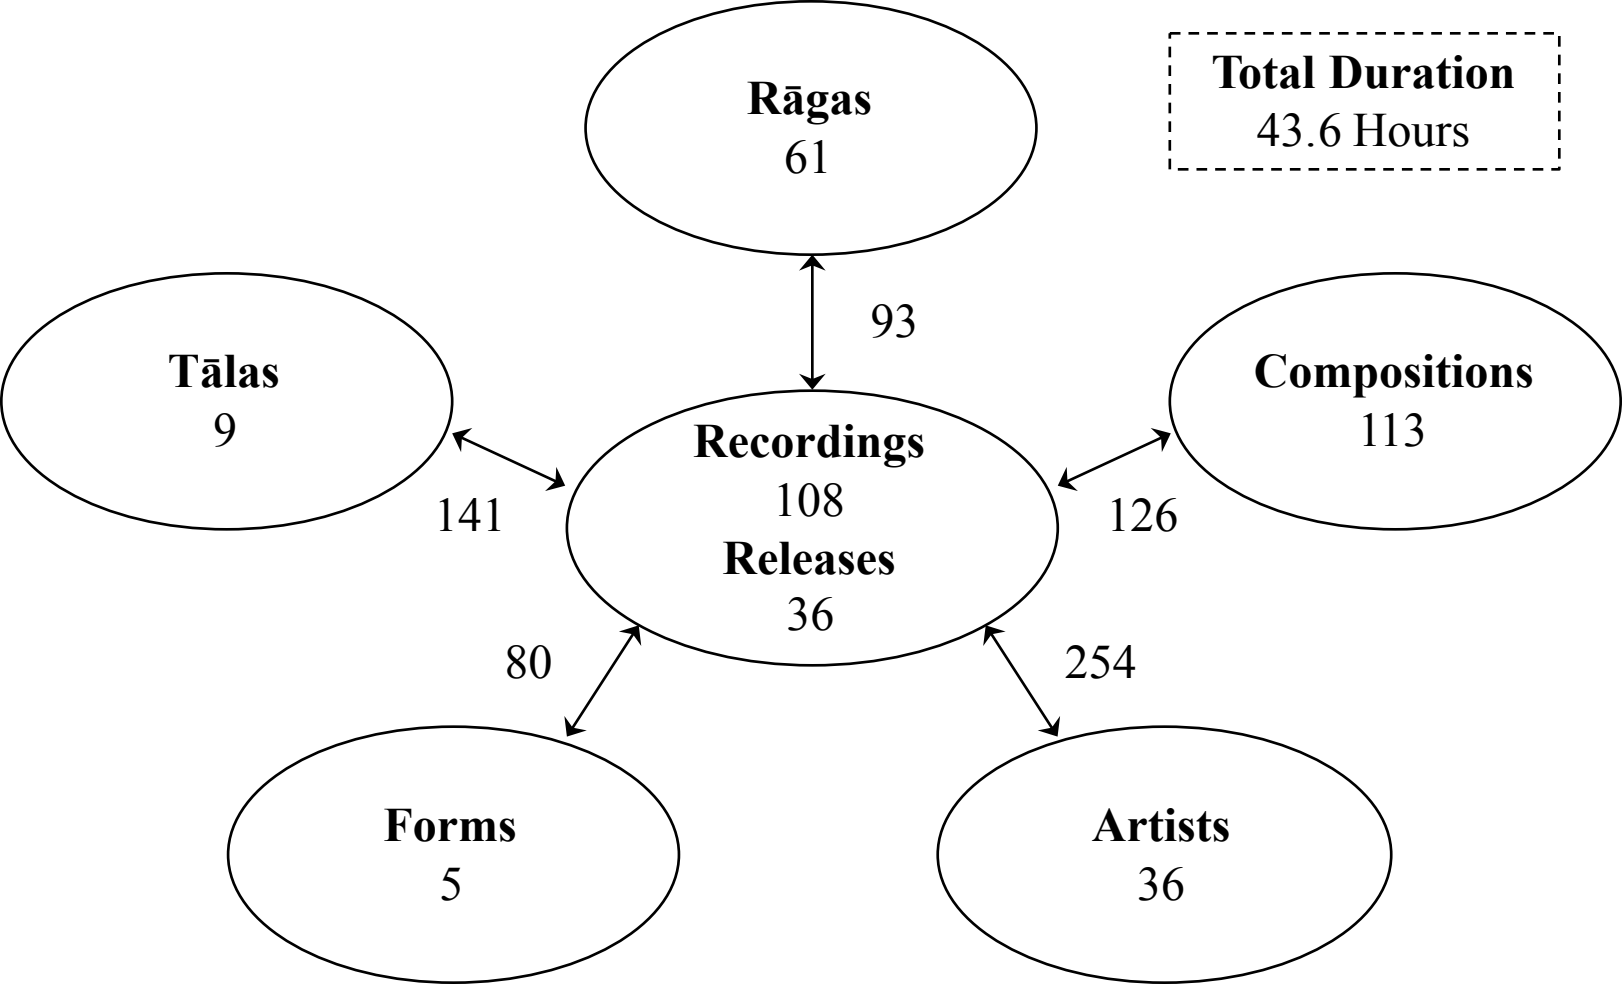 Rāgas
61
Total Duration
43.6 Hours
93
Tālas
9
Compositions
113
Recordings
108
Releases
36
141
126
80
254
Forms
5
Artists
36